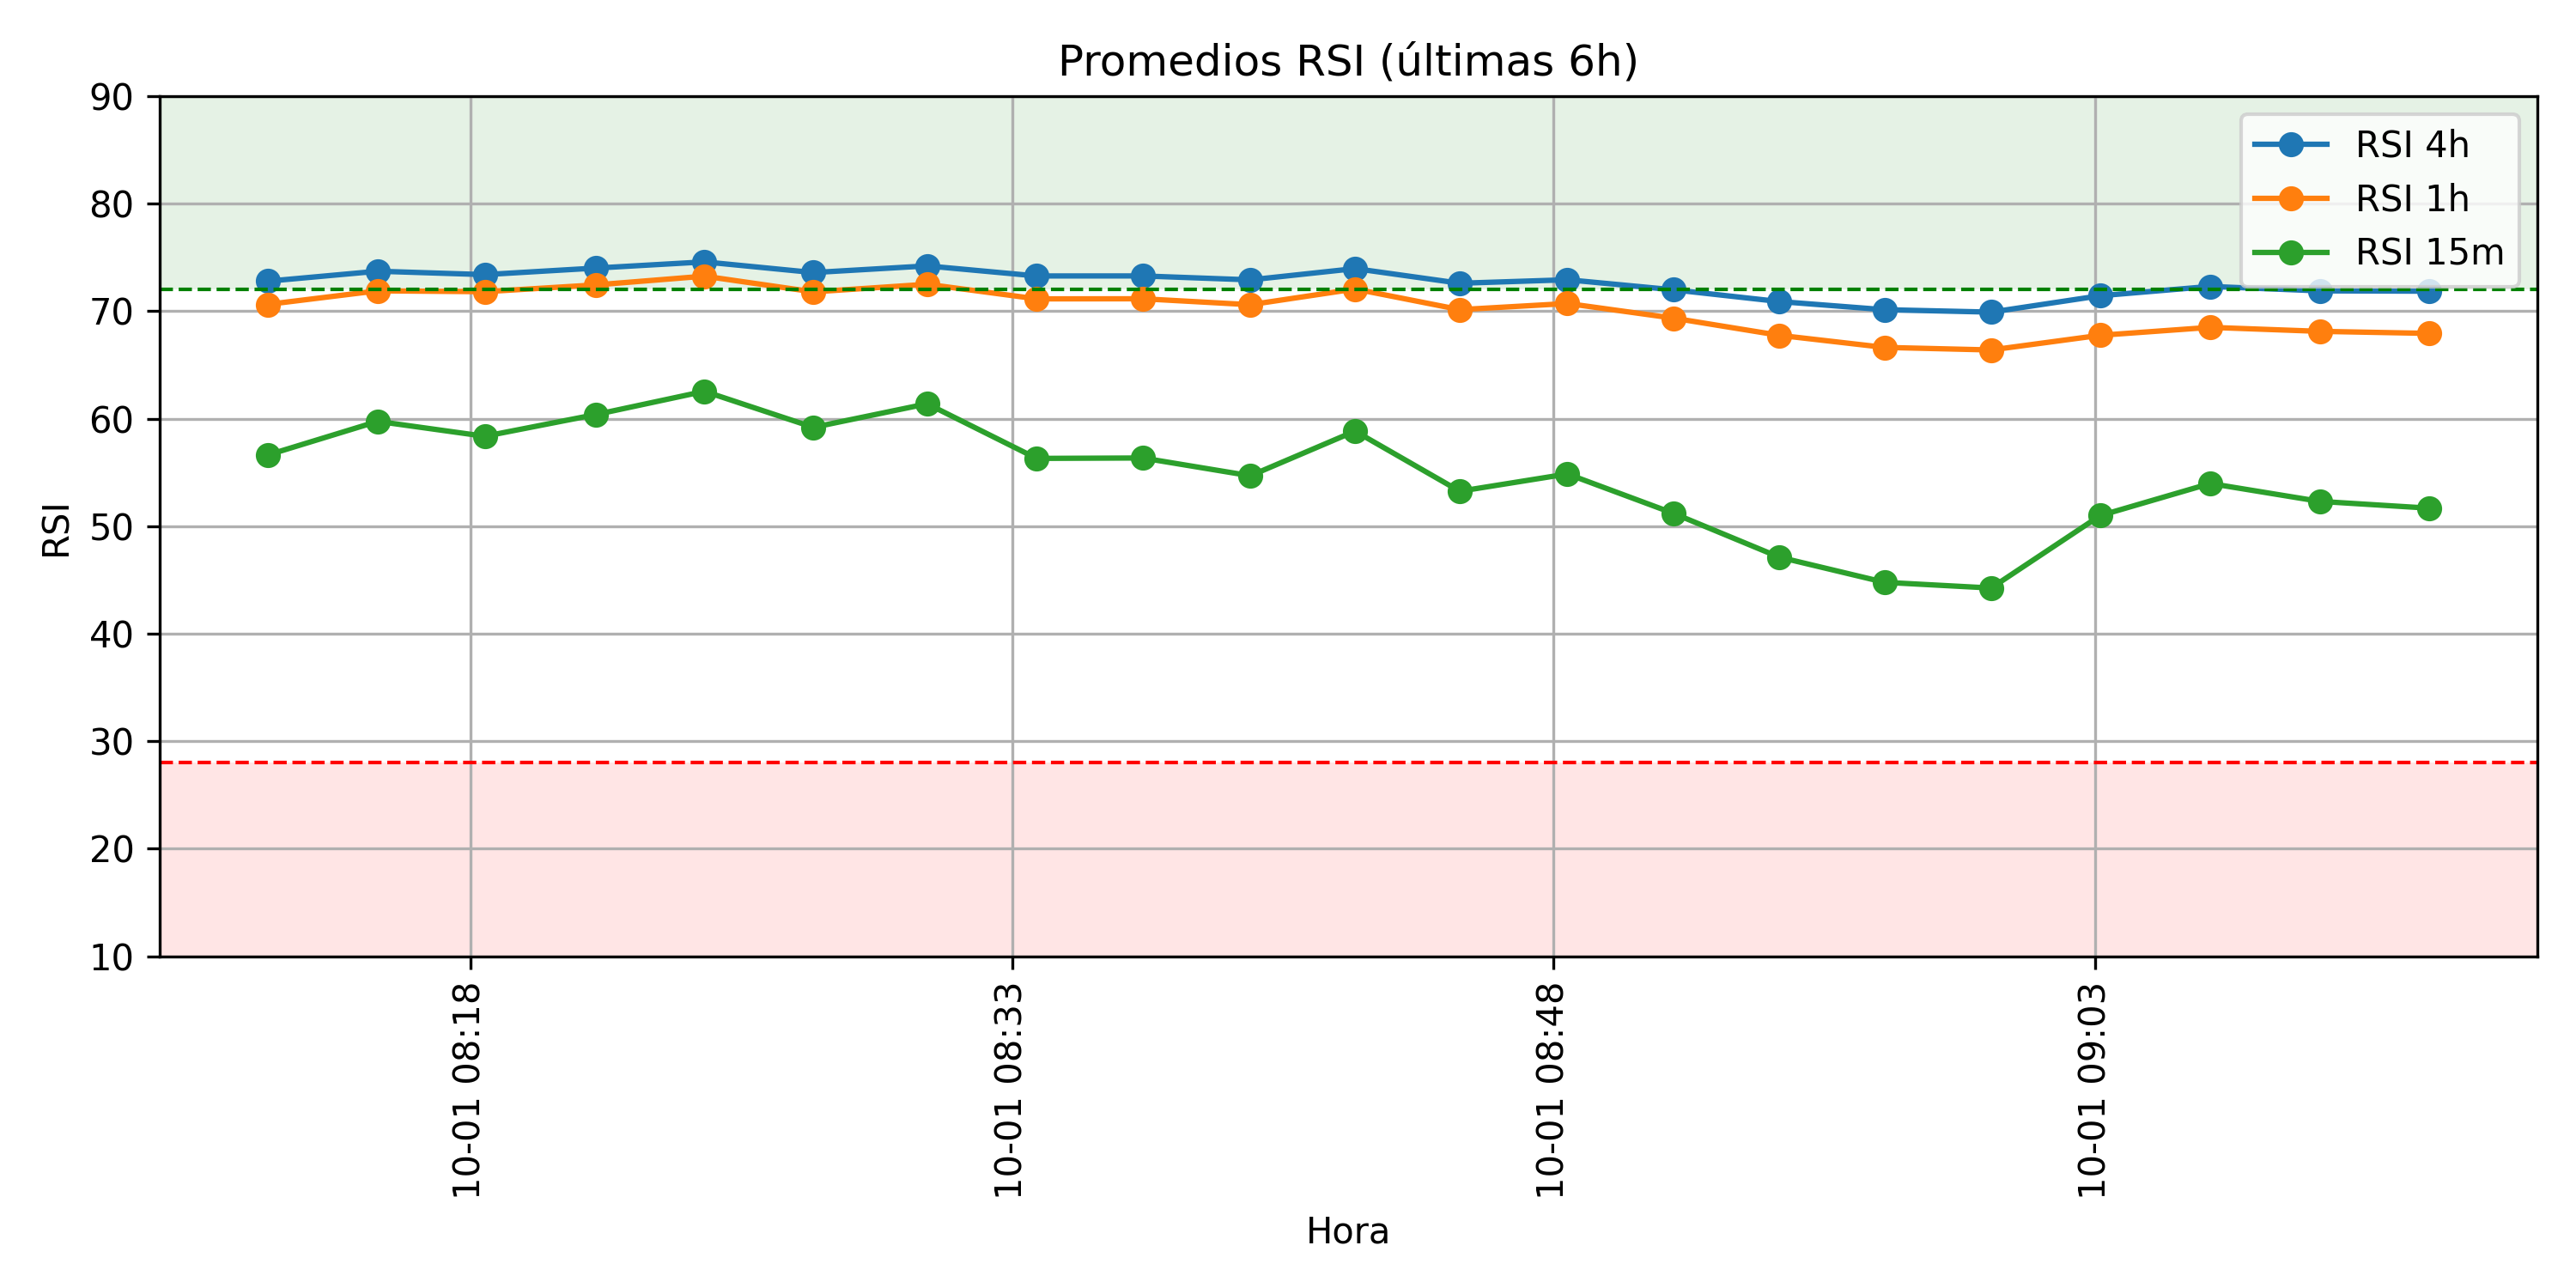 Promedios RSI (últimas 6h)
RSI 4h
RSI 1h
RSI 15m
RSI
90
80
70
60
50
40
30
20
10
10-01 08:18
10-01 08:33
10-01 08:48
10-01 09:03
Hora